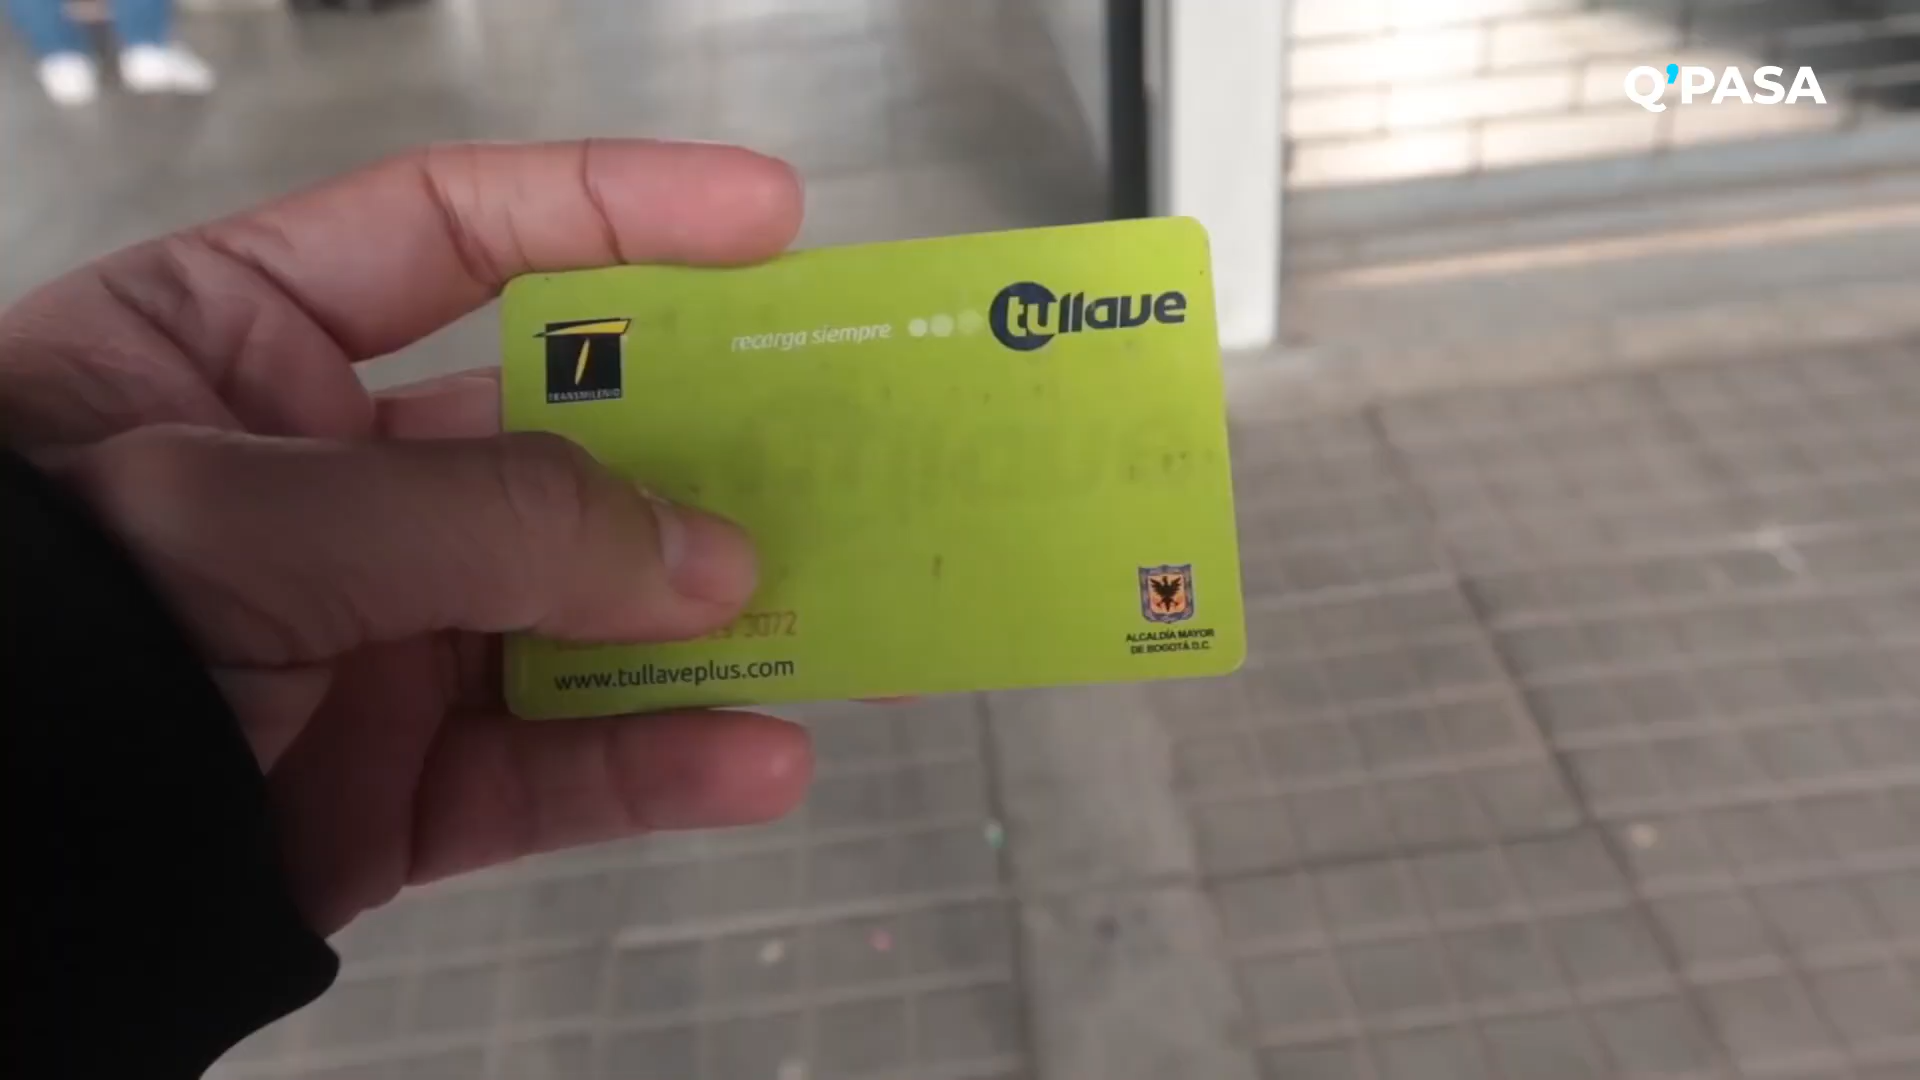 Q'PASA
recarga siempre
tullave
TRANSMILENIO
3072
www.tullaveplus.com
ALCALDÍA MAYOR
DE BOGOTÁ D.C.